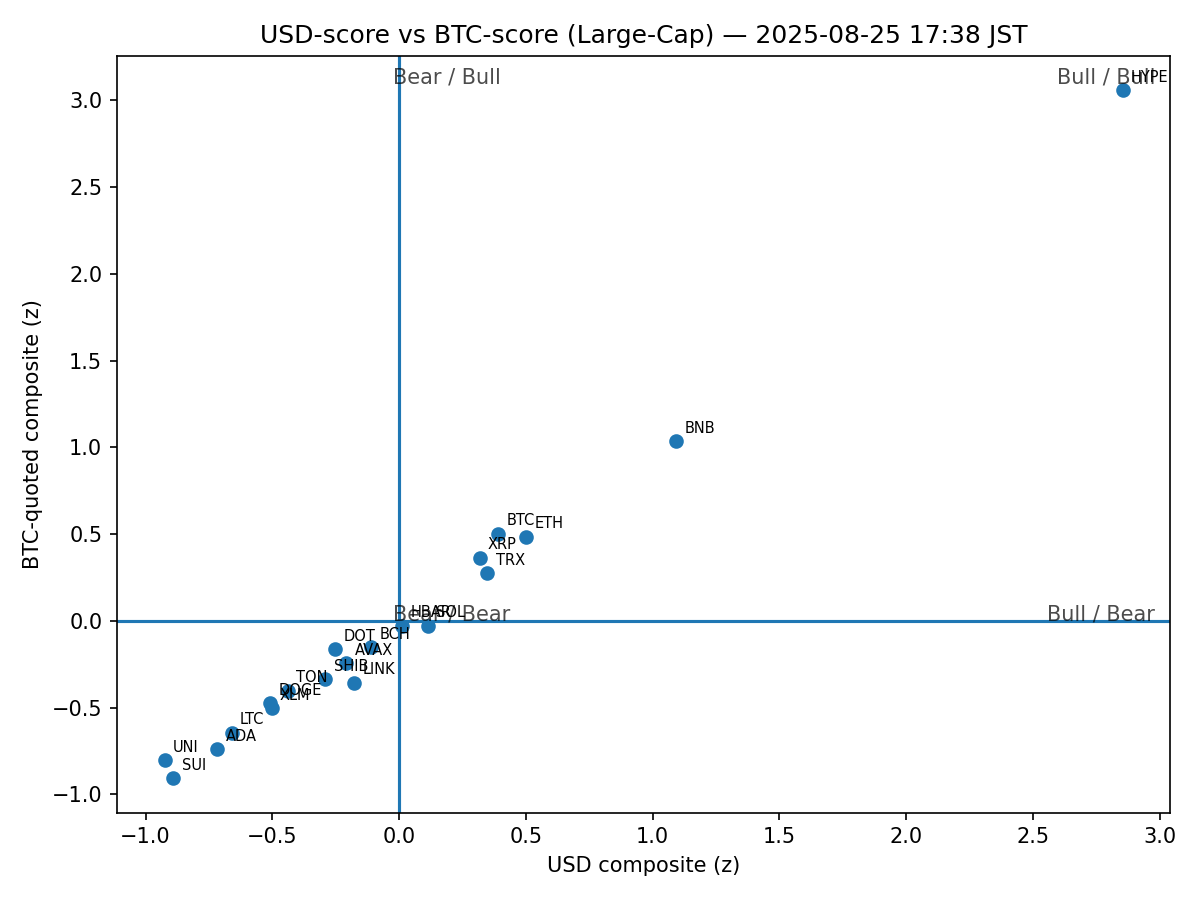 USD-score vs BTC-score (Large-Cap) — 2025-08-25 17:38 JST
Bear / Bull
Bull / Bull
HYPE
3.0
2.5
2.0
1.5
1.0
0.5
0.0
−0.5
−1.0
BTC-quoted composite (z)
BNB
BTC
ETH
XRP
TRX
HBAR
SOL
Bear / Bear
Bull / Bear
DOT
BCH
AVAX
SHIB
LINK
TON
DOGE
XLM
LTC
ADA
UNI
SUI
−1.0
−0.5
0.0
0.5
1.0
1.5
2.0
2.5
3.0
USD composite (z)